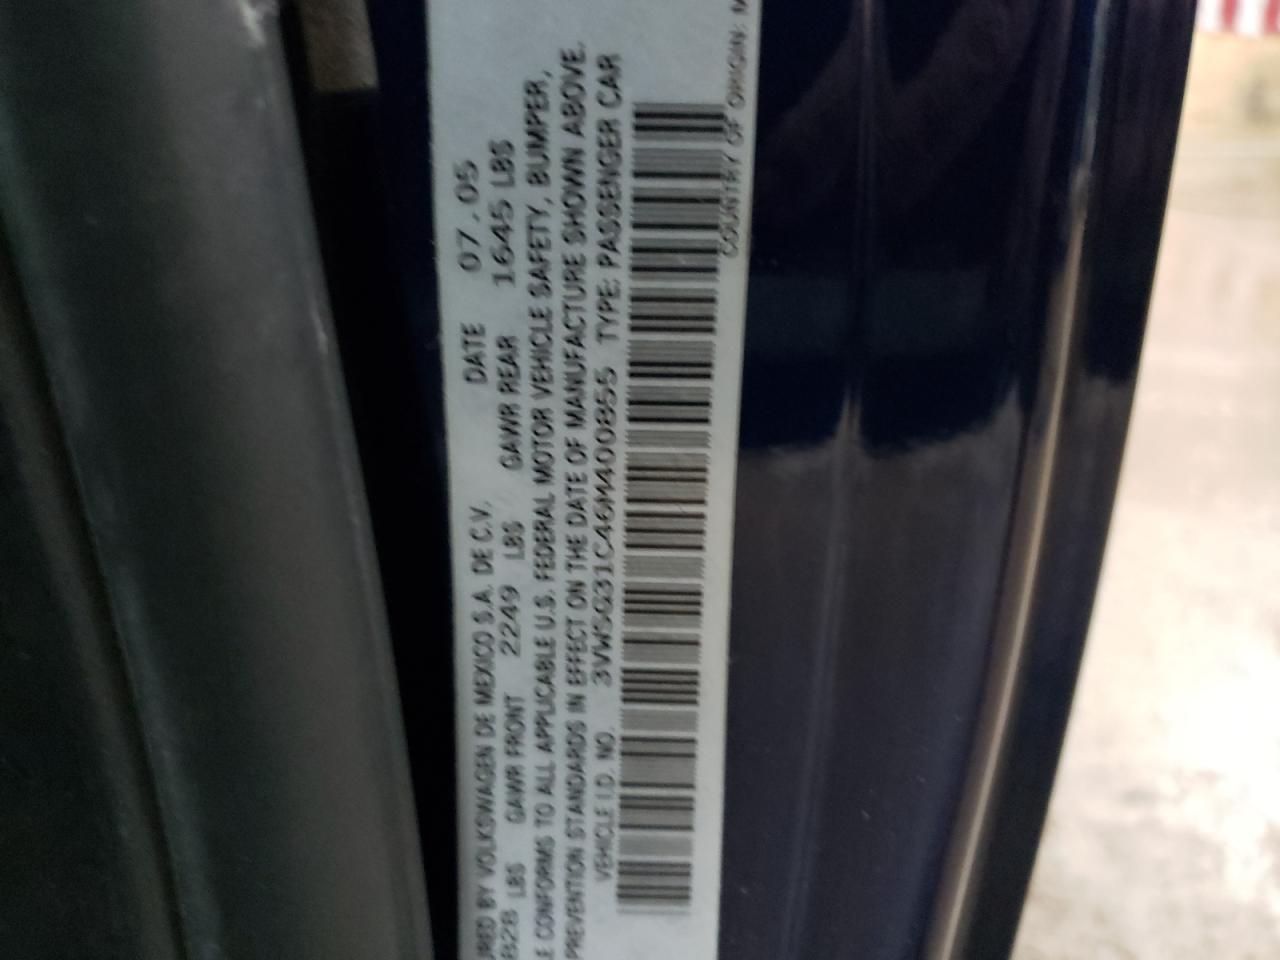 URED BY VOLKSWAGEN DE MEXICO S.A. DE C.V. DATE 07.05
828 LBS GAWR FRONT 2249 LBS GAWR REAR 1645 LBS
LE CONFORMS TO ALL APPLICABLE U.S. FEDERAL MOTOR VEHICLE SAFETY, BUMPER,
PREVENTION STANDARDS IN EFFECT ON THE DATE OF MANUFACTURE SHOWN ABOVE.
VEHICLE I.D. NO. 3VWSG31C46M400855 TYPE: PASSENGER CAR
COUNTRY OF ORIGIN: M